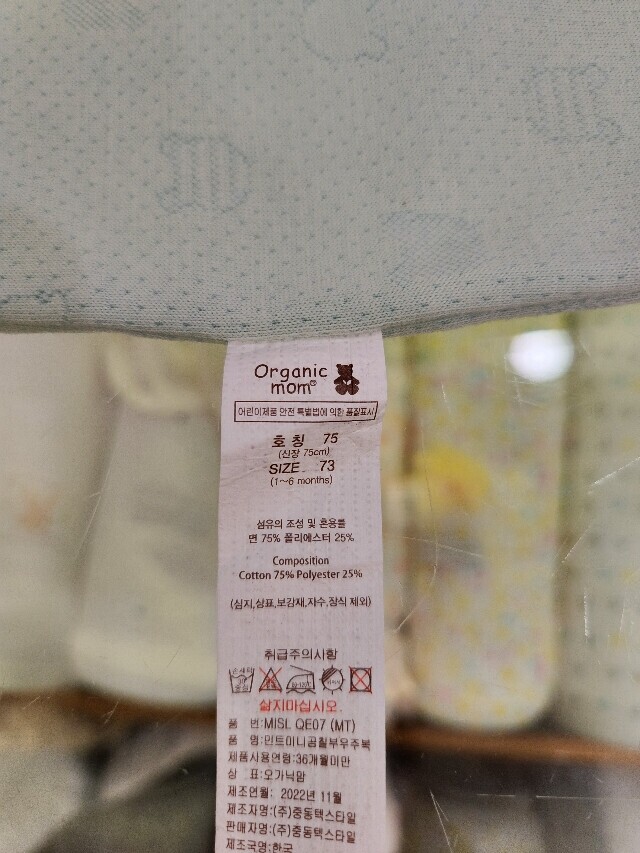 Organic
mom®
어린이제품 안전 특별법에 의한 품질표시
호 칭 75
(신장 75cm)
SIZE 73
(1~6 months)
섬유의 조성 및 혼용률
면 75% 폴리에스터 25%
Composition
Cotton 75% Polyester 25%
(심지,상표,보강재,자수,장식 제외)
취급주의사항
삶지마십시오.
품 번:MISL QE07 (MT)
품 명:민트미니곰칠부우주복
제품사용연령:36개월미만
상 표:오가닉맘
제조연월: 2022년 11월
제조자명:(주)중동텍스타일
판매자명:(주)중동텍스타일
제조국명:한국